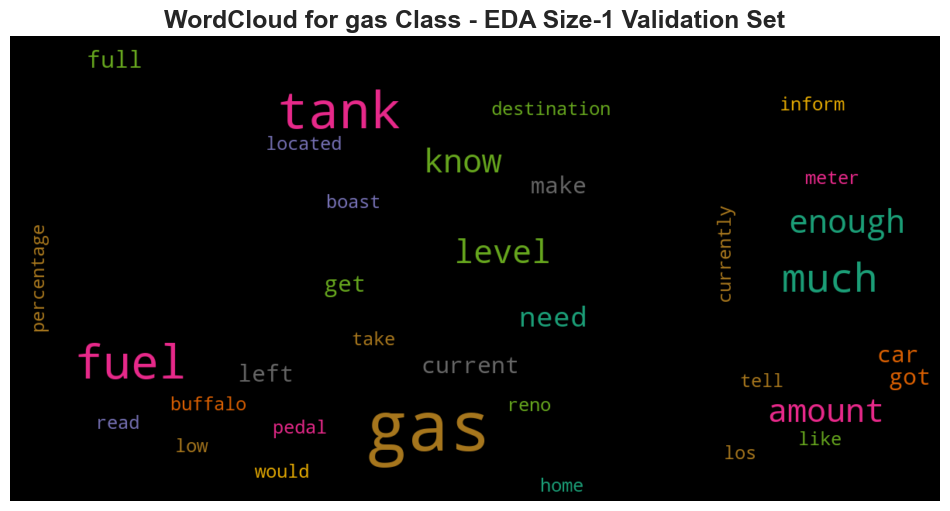 WordCloud for gas Class - EDA Size-1 Validation Set
full
tank
destination
inform
located
know
make
meter
boast
enough
percentage
currently
level
get
much
need
take
fuel
left
current
car
got
tell
buffalo
reno
amount
read
pedal
gas
like
low
los
would
home